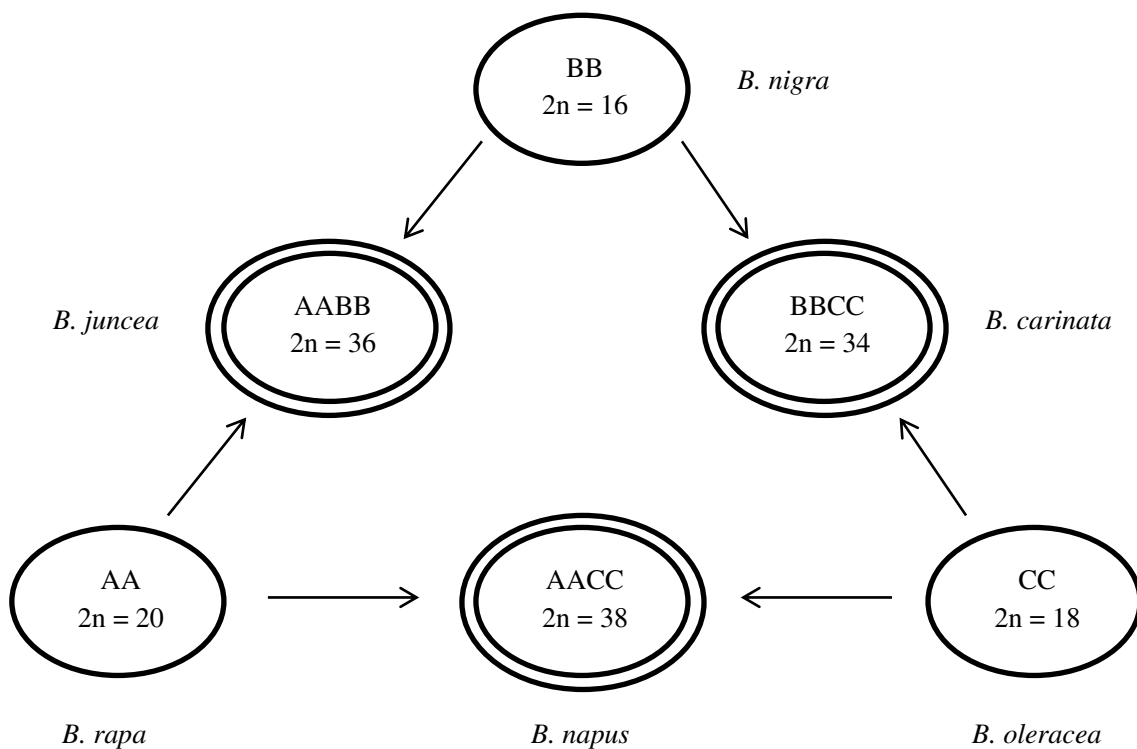 BB
2n = 16
B. nigra
AABB
2n = 36
B. juncea
BBCC
2n = 34
B. carinata
AA
2n = 20
AACC
2n = 38
CC
2n = 18
B. rapa
B. napus
B. oleracea